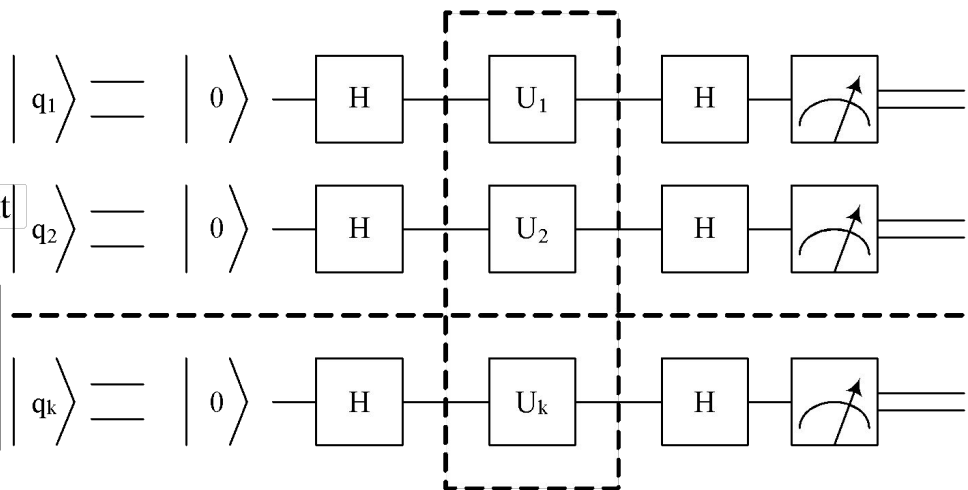 |q₁⟩ = |0⟩ H U₁ H
t
|q₂⟩ = |0⟩ H U₂ H
|qₖ⟩ = |0⟩ H Uₖ H